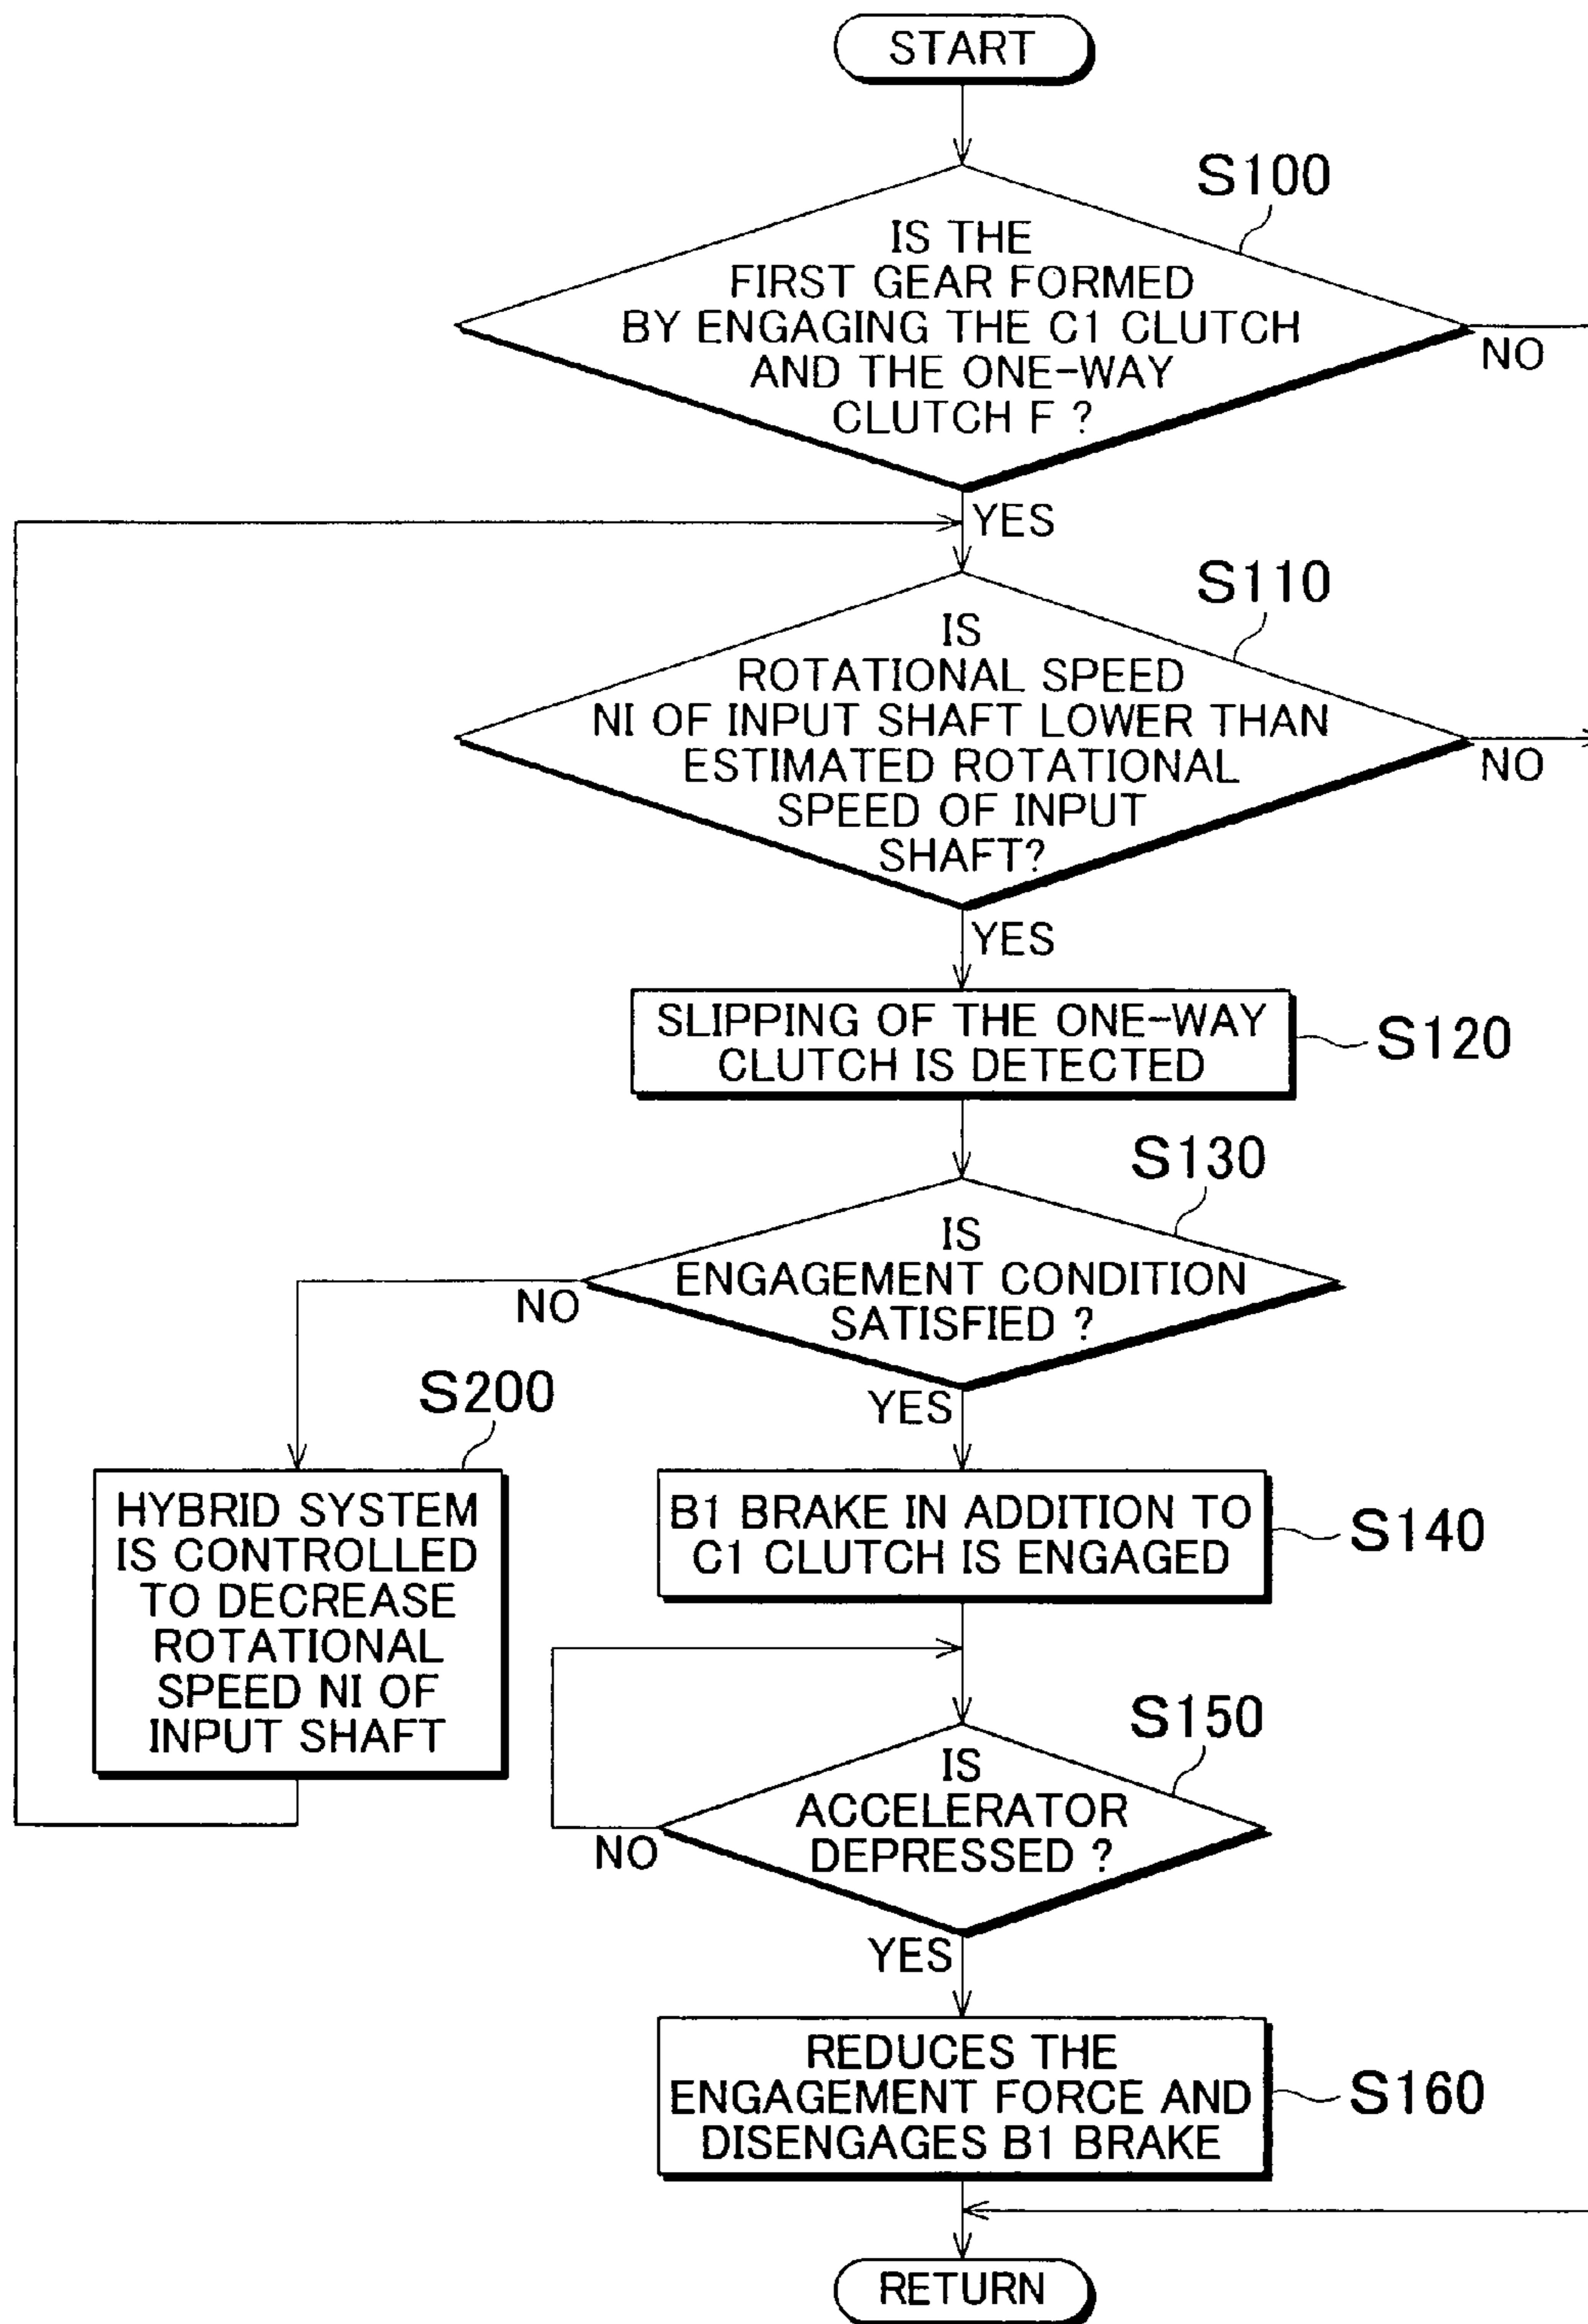 START
S100
IS THE
FIRST GEAR FORMED
BY ENGAGING THE C1 CLUTCH
AND THE ONE-WAY
CLUTCH F ?
NO
YES
S110
IS
ROTATIONAL SPEED
NI OF INPUT SHAFT LOWER THAN
ESTIMATED ROTATIONAL
SPEED OF INPUT
SHAFT?
NO
YES
SLIPPING OF THE ONE-WAY
CLUTCH IS DETECTED
S120
S130
IS
ENGAGEMENT CONDITION
SATISFIED ?
NO
YES
S200
HYBRID SYSTEM
IS CONTROLLED
TO DECREASE
ROTATIONAL
SPEED NI OF
INPUT SHAFT
B1 BRAKE IN ADDITION TO
C1 CLUTCH IS ENGAGED
S140
S150
IS
ACCELERATOR
DEPRESSED ?
NO
YES
REDUCES THE
ENGAGEMENT FORCE AND
DISENGAGES B1 BRAKE
S160
RETURN